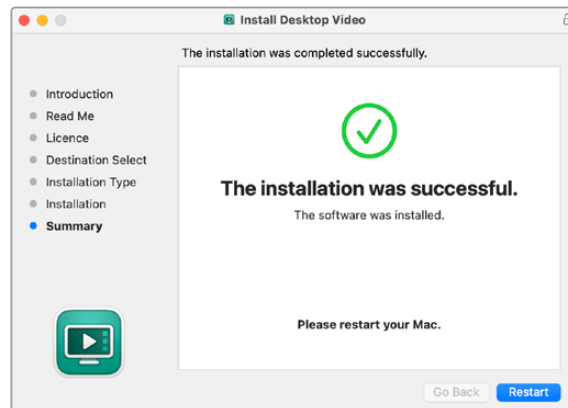 Install Desktop Video
The installation was completed successfully.
Introduction
Read Me
Licence
Destination Select
Installation Type
Installation
Summary
The installation was successful.
The software was installed.
Please restart your Mac.
Go Back
Restart